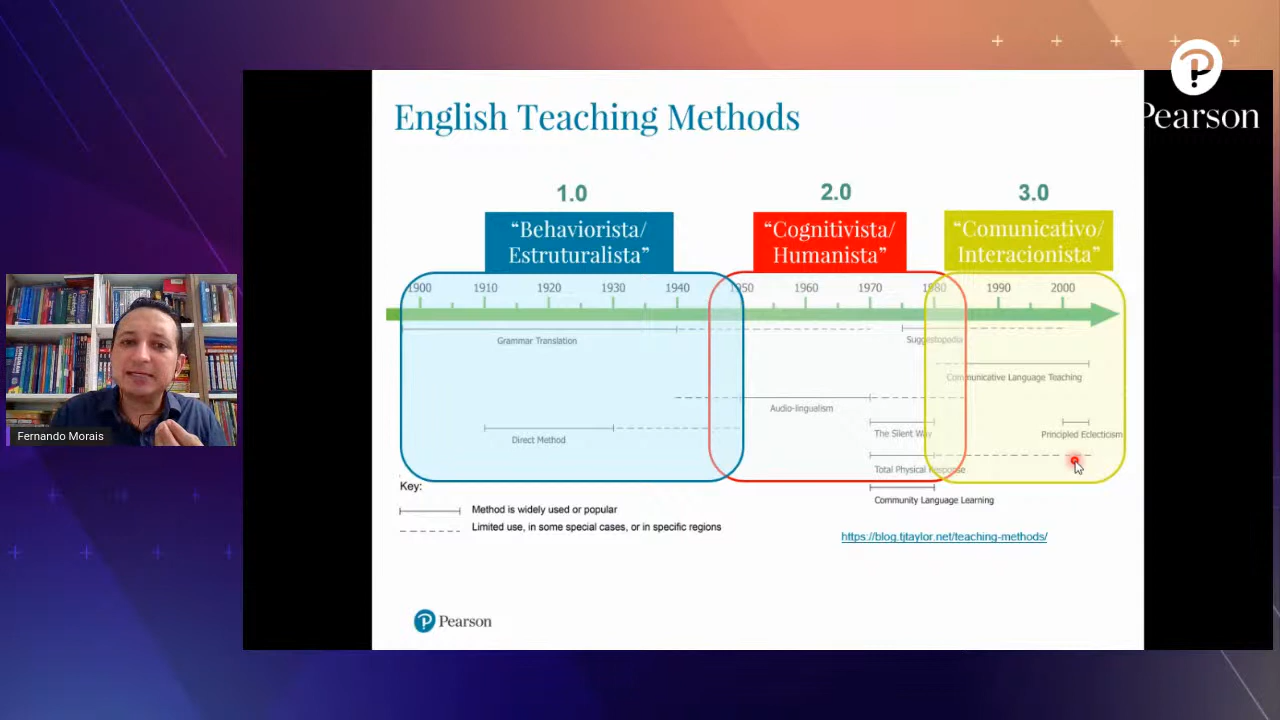 Pearson
English Teaching Methods
1.0
2.0
3.0
“Behaviorista/
Estruturalista”
“Cognitivista/
Humanista”
“Comunicativo/
Interacionista”
1900 1910 1920 1930 1940 1950 1960 1970 1980 1990 2000
Grammar Translation
Suggestopedia
Communicative Language Teaching
Audio-lingualism
The Silent Way
Principled Eclecticism
Direct Method
Total Physical Response
Community Language Learning
Key:
Method is widely used or popular
Limited use, in some special cases, or in specific regions
https://blog.tjtaylor.net/teaching-methods/
Pearson
Fernando Morais